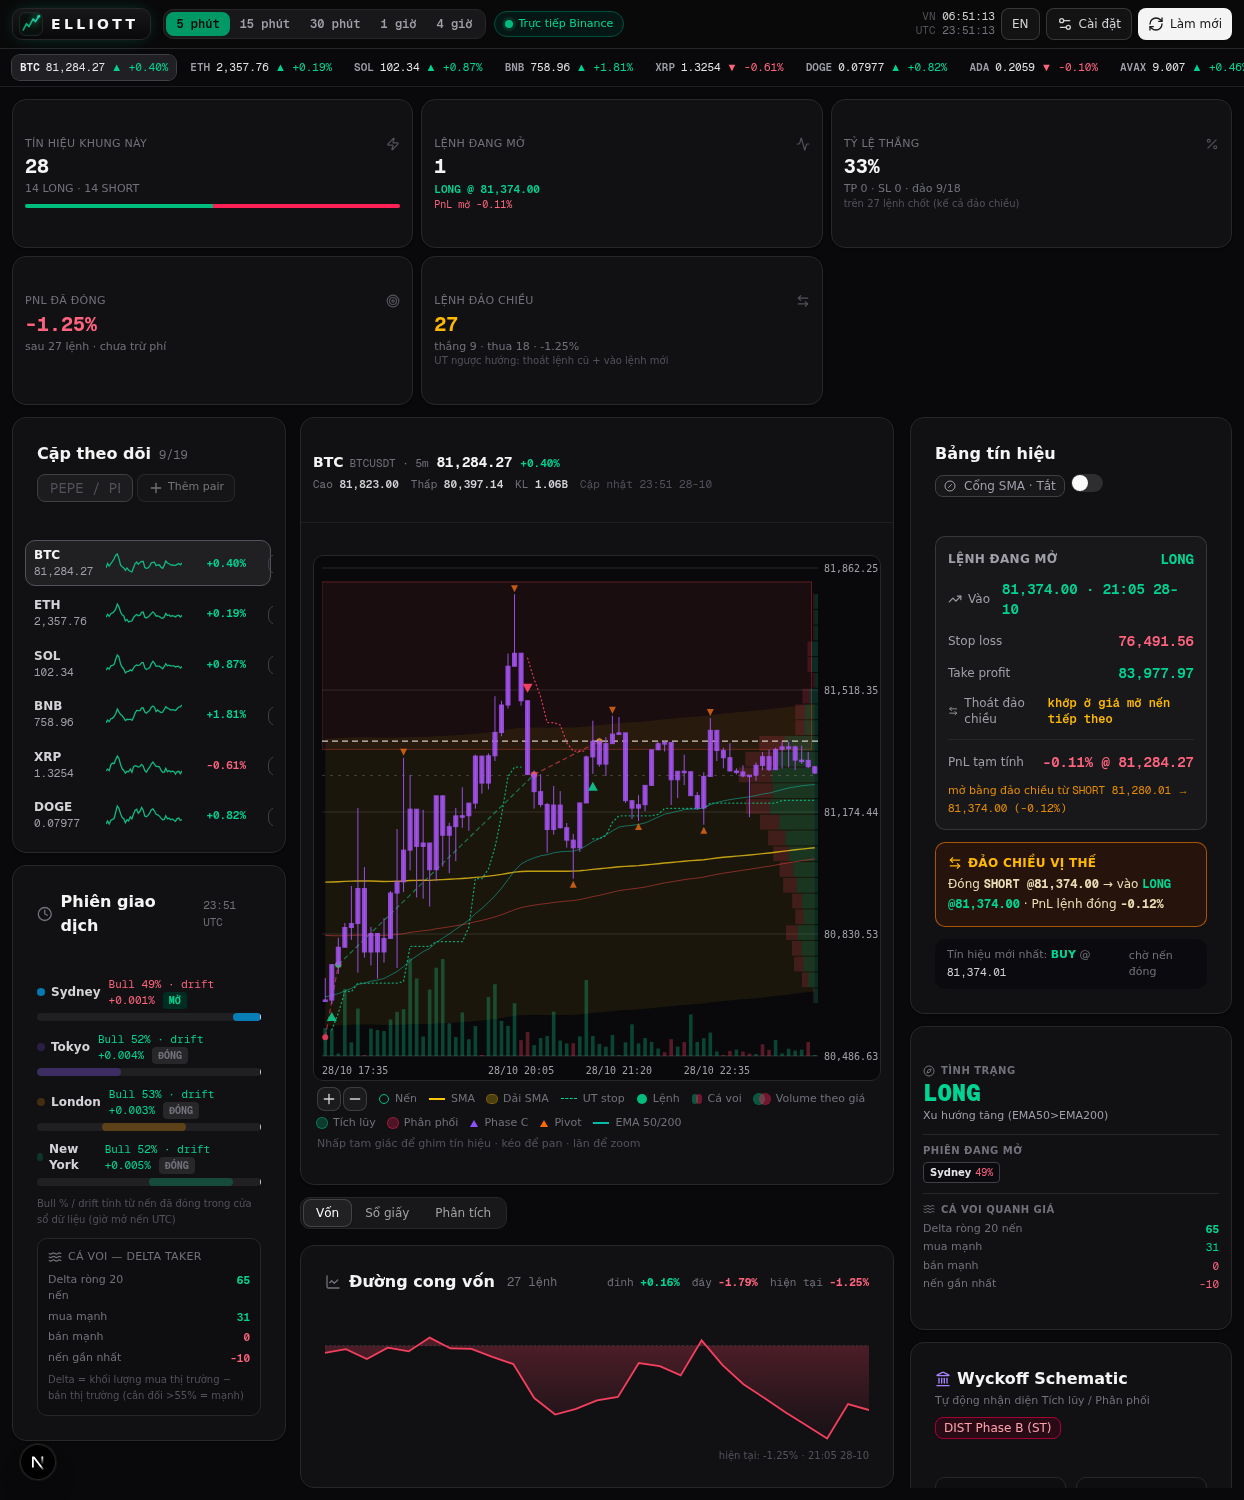 ELLIOTT
5 phút 15 phút 30 phút 1 giờ 4 giờ
Trực tiếp Binance
VN 06:51:13
UTC 23:51:13
EN
Cài đặt
Làm mới
BTC 81,284.27 ▲ +0.40% ETH 2,357.76 ▲ +0.19% SOL 102.34 ▲ +0.87% BNB 758.96 ▲ +1.81% XRP 1.3254 ▼ -0.61% DOGE 0.07977 ▲ +0.82% ADA 0.2059 ▼ -0.10% AVAX 9.007 ▲ +0.46
TÍN HIỆU KHUNG NÀY
28
14 LONG · 14 SHORT
LỆNH ĐANG MỞ
1
LONG @ 81,374.00
PnL mở -0.11%
TỶ LỆ THẮNG
33%
TP 0 · SL 0 · đảo 9/18
trên 27 lệnh chốt (kể cả đảo chiều)
PNL ĐÃ ĐÓNG
-1.25%
sau 27 lệnh · chưa trừ phí
LỆNH ĐẢO CHIỀU
27
thắng 9 · thua 18 · -1.25%
UT ngược hướng: thoát lệnh cũ + vào lệnh mới
Cặp theo dõi 9/19
PEPE / PI
Thêm pair
BTC
81,284.27
+0.40%
ETH
2,357.76
+0.19%
SOL
102.34
+0.87%
BNB
758.96
+1.81%
XRP
1.3254
-0.61%
DOGE
0.07977
+0.82%
Phiên giao dịch
23:51 UTC
Sydney Bull 49% · drift +0.001% MỞ
Tokyo Bull 52% · drift +0.004% ĐÓNG
London Bull 53% · drift +0.003% ĐÓNG
New York Bull 52% · drift +0.005% ĐÓNG
Bull % / drift tính từ nến đã đóng trong cửa
sổ dữ liệu (giờ mở nến UTC)
CÁ VOI — DELTA TAKER
Delta ròng 20 nến 65
mua mạnh 31
bán mạnh 0
nến gần nhất -10
Delta = khối lượng mua thị trường −
bán thị trường (cân đối >55% = mạnh)
BTC BTCUSDT · 5m 81,284.27 +0.40%
Cao 81,823.00 Thấp 80,397.14 KL 1.06B Cập nhật 23:51 28-10
81,862.25
81,518.35
81,174.44
80,830.53
80,486.63
28/10 17:35 28/10 20:05 28/10 21:20 28/10 22:35
+ − Nến SMA Dải SMA UT stop Lệnh Cá voi Volume theo giá
Tích lũy Phân phối Phase C Pivot EMA 50/200
Nhấp tam giác để ghim tín hiệu · kéo để pan · lăn để zoom
Vốn Sổ giấy Phân tích
Đường cong vốn 27 lệnh
đỉnh +0.16% đáy -1.79% hiện tại -1.25%
hiện tại: -1.25% · 21:05 28-10
Bảng tín hiệu
Cổng SMA · Tắt
LỆNH ĐANG MỞ LONG
Vào 81,374.00 · 21:05 28-
10
Stop loss 76,491.56
Take profit 83,977.97
Thoát đảo chiều khớp ở giá mở nến tiếp theo
PnL tạm tính -0.11% @ 81,284.27
mở bằng đảo chiều từ SHORT 81,280.01 →
81,374.00 (-0.12%)
ĐẢO CHIỀU VỊ THẾ
Đóng SHORT @81,374.00 → vào LONG
@81,374.00 · PnL lệnh đóng -0.12%
Tín hiệu mới nhất: BUY @
81,374.01
chờ nến đóng
TÌNH TRẠNG
LONG
Xu hướng tăng (EMA50>EMA200)
PHIÊN ĐANG MỞ
Sydney 49%
CÁ VOI QUANH GIÁ
Delta ròng 20 nến 65
mua mạnh 31
bán mạnh 0
nến gần nhất -10
Wyckoff Schematic
Tự động nhận diện Tích lũy / Phân phối
DIST Phase B (ST)
N